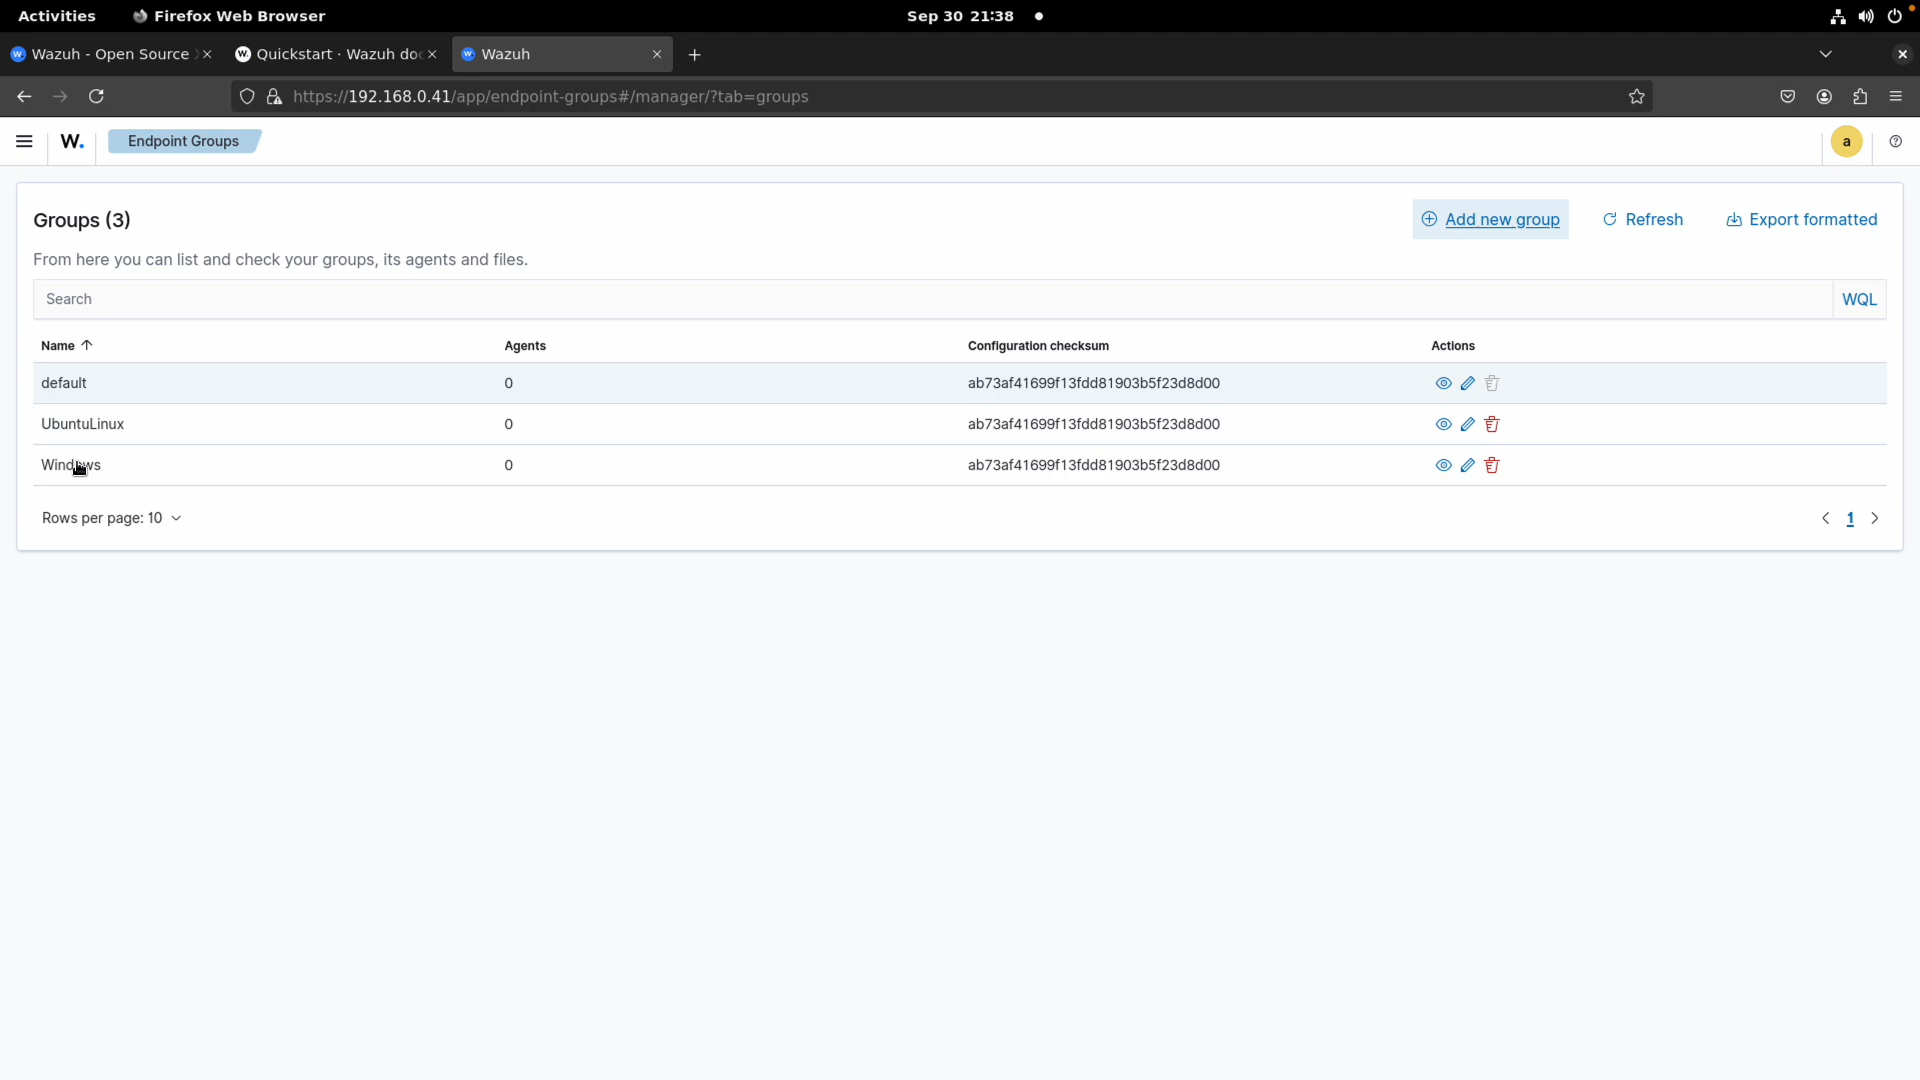 Activities Firefox Web Browser Sep 30 21:38
Wazuh - Open Source Quickstart · Wazuh doc Wazuh
https://192.168.0.41/app/endpoint-groups#/manager/?tab=groups
W. Endpoint Groups a
Groups (3) Add new group Refresh Export formatted
From here you can list and check your groups, its agents and files.
Search WQL
Name Agents Configuration checksum Actions
default 0 ab73af41699f13fdd81903b5f23d8d00
UbuntuLinux 0 ab73af41699f13fdd81903b5f23d8d00
Windows 0 ab73af41699f13fdd81903b5f23d8d00
Rows per page: 10 1